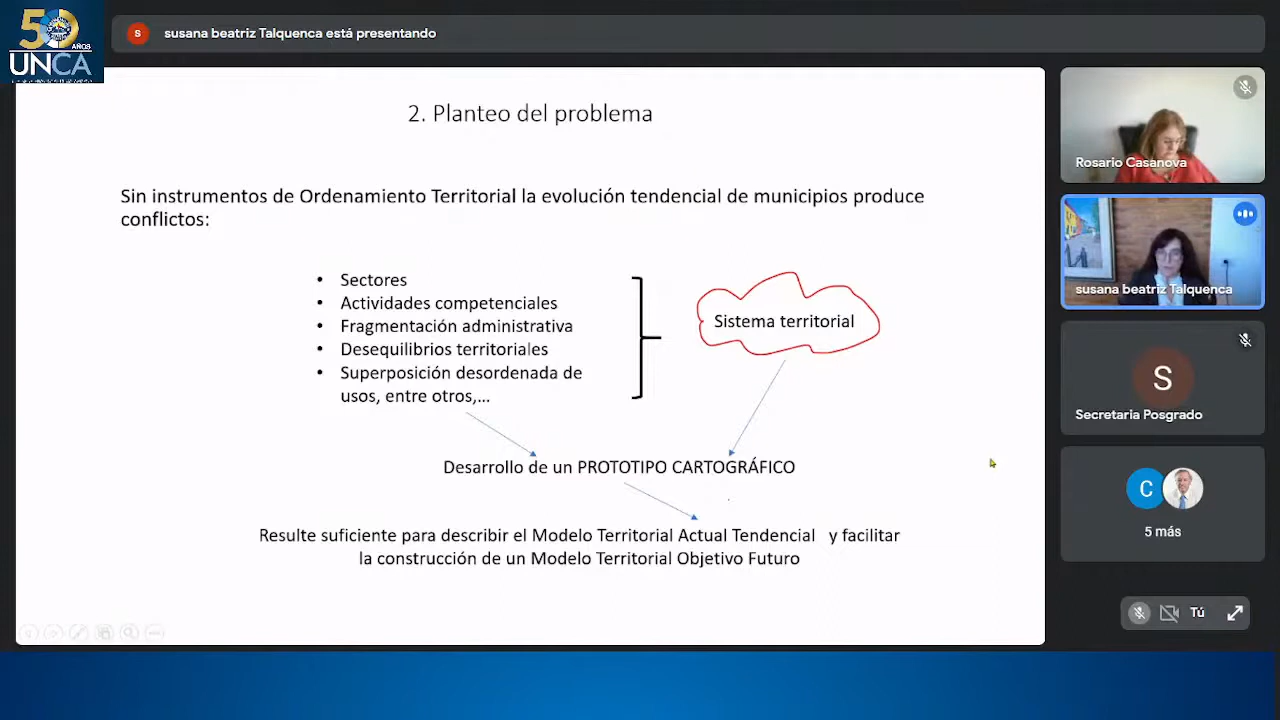 50
AÑOS
UNCA
S
susana beatriz Talquenca está presentando
2. Planteo del problema
Sin instrumentos de Ordenamiento Territorial la evolución tendencial de municipios produce
conflictos:
• Sectores
• Actividades competenciales
• Fragmentación administrativa
• Desequilibrios territoriales
• Superposición desordenada de
usos, entre otros,...
Sistema territorial
Desarrollo de un PROTOTIPO CARTOGRÁFICO
Resulte suficiente para describir el Modelo Territorial Actual Tendencial y facilitar
la construcción de un Modelo Territorial Objetivo Futuro
Rosario Casanova
susana beatriz Talquenca
S
Secretaria Posgrado
C
5 más
Tú